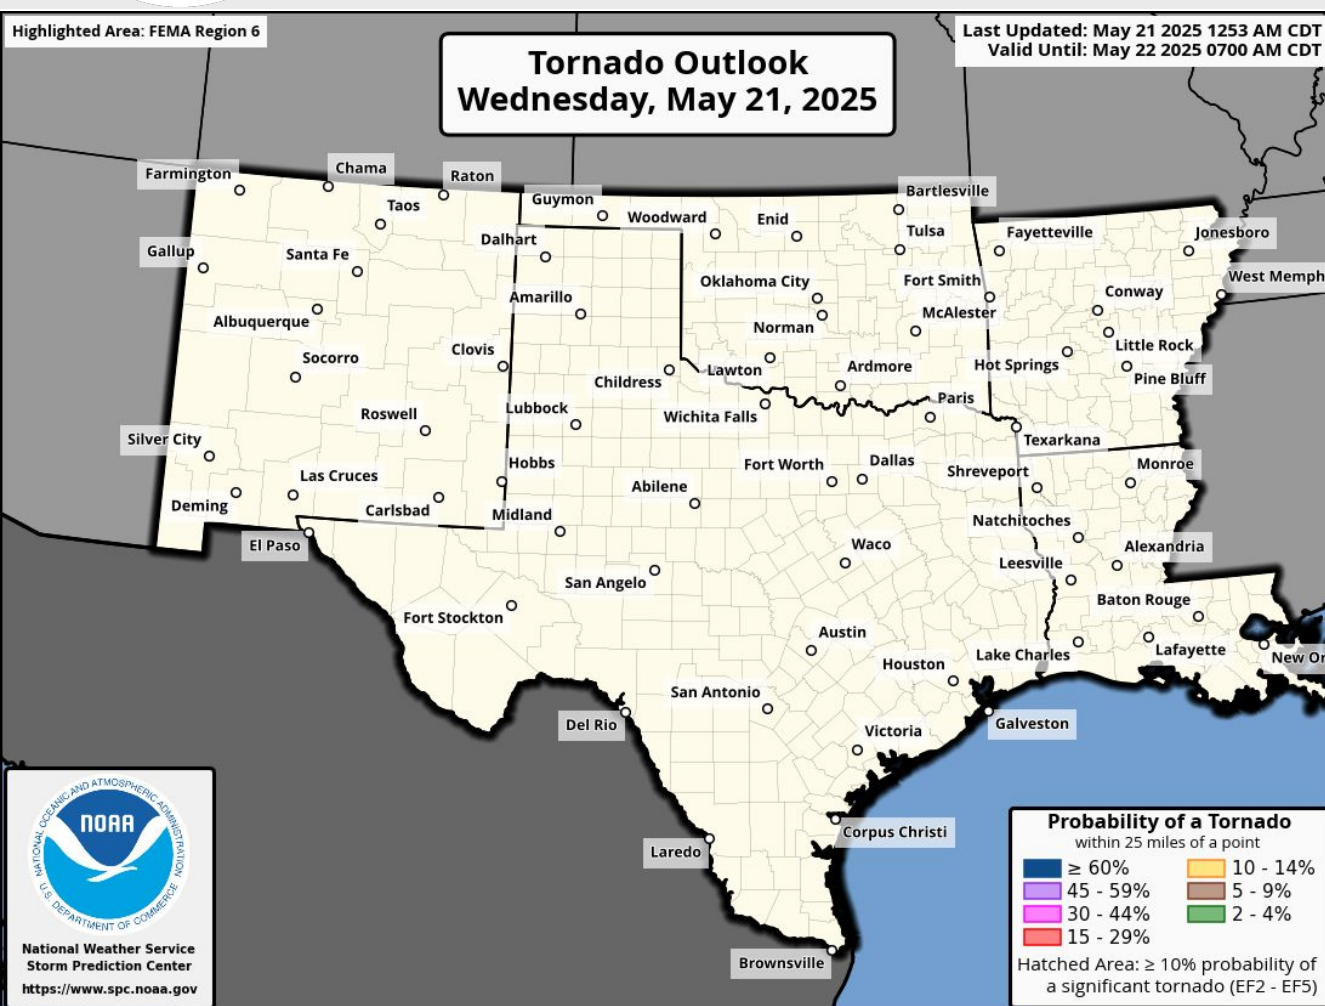 Highlighted Area: FEMA Region 6
Last Updated: May 21 2025 1253 AM CDT
Valid Until: May 22 2025 0700 AM CDT
Tornado Outlook
Wednesday, May 21, 2025
Farmington
Chama
Raton
Taos
Guymon
Woodward
Enid
Bartlesville
Tulsa
Fayetteville
Jonesboro
Gallup
Santa Fe
Dalhart
Oklahoma City
Fort Smith
West Memph
Albuquerque
Amarillo
Norman
McAlester
Conway
Little Rock
Socorro
Clovis
Childress
Lawton
Ardmore
Hot Springs
Pine Bluff
Roswell
Lubbock
Wichita Falls
Paris
Texarkana
Silver City
Las Cruces
Hobbs
Abilene
Fort Worth
Dallas
Shreveport
Monroe
Deming
Carlsbad
Midland
Natchitoches
El Paso
San Angelo
Waco
Leesville
Alexandria
Fort Stockton
Austin
Baton Rouge
Houston
Lake Charles
Lafayette
New Or
Del Rio
San Antonio
Victoria
Galveston
Laredo
Corpus Christi
Brownsville
NATIONAL OCEANIC AND ATMOSPHERIC ADMINISTRATION
NOAA
U.S. DEPARTMENT OF COMMERCE
National Weather Service
Storm Prediction Center
https://www.spc.noaa.gov
Probability of a Tornado
within 25 miles of a point
≥ 60%
10 - 14%
45 - 59%
5 - 9%
30 - 44%
2 - 4%
15 - 29%
Hatched Area: ≥ 10% probability of
a significant tornado (EF2 - EF5)